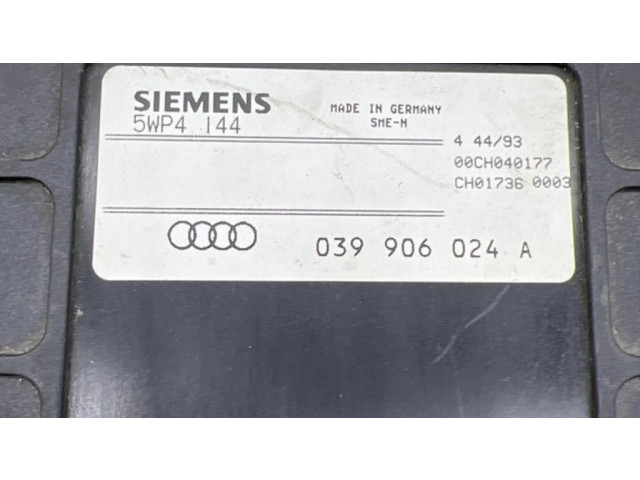 SIEMENS
5WP4 144
MADE IN GERMANY
SME-N
4 44/93
00CH040177
CH01736 0003
039 906 024 A